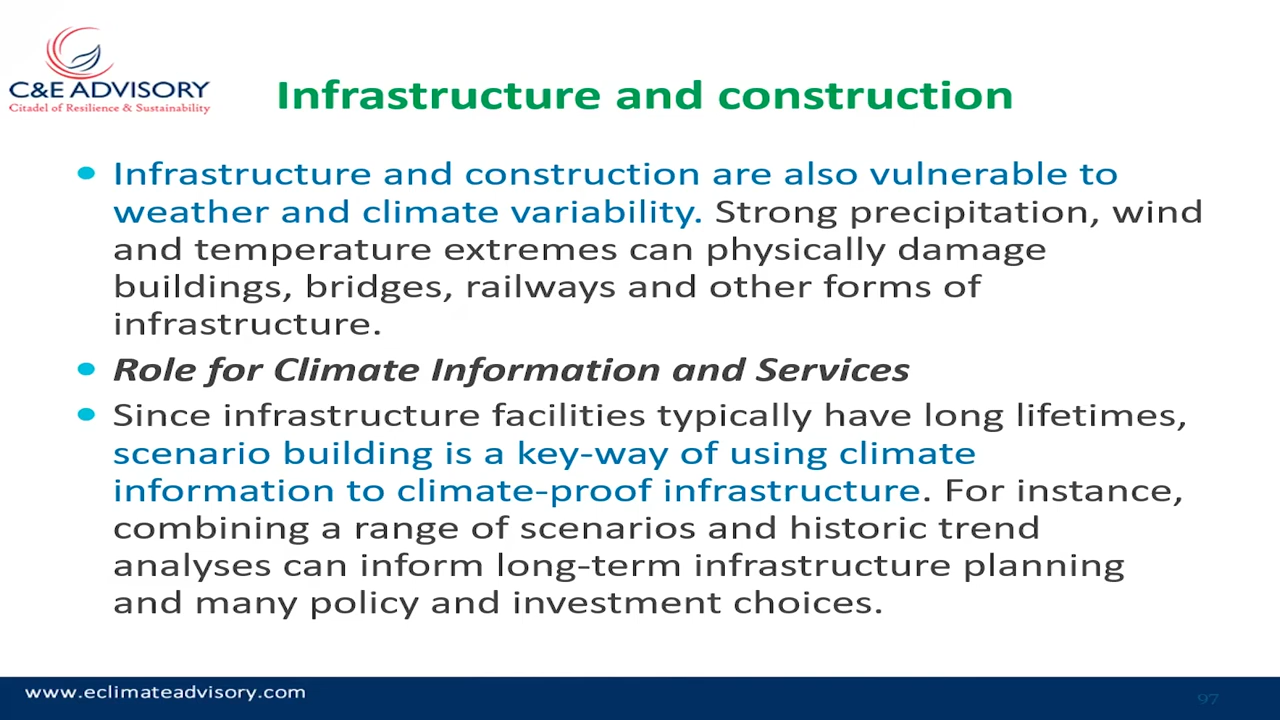 C&E ADVISORY
Citadel of Resilience & Sustainability
Infrastructure and construction
• Infrastructure and construction are also vulnerable to
weather and climate variability. Strong precipitation, wind
and temperature extremes can physically damage
buildings, bridges, railways and other forms of
infrastructure.
• Role for Climate Information and Services
• Since infrastructure facilities typically have long lifetimes,
scenario building is a key-way of using climate
information to climate-proof infrastructure. For instance,
combining a range of scenarios and historic trend
analyses can inform long-term infrastructure planning
and many policy and investment choices.
www.eclimateadvisory.com
97